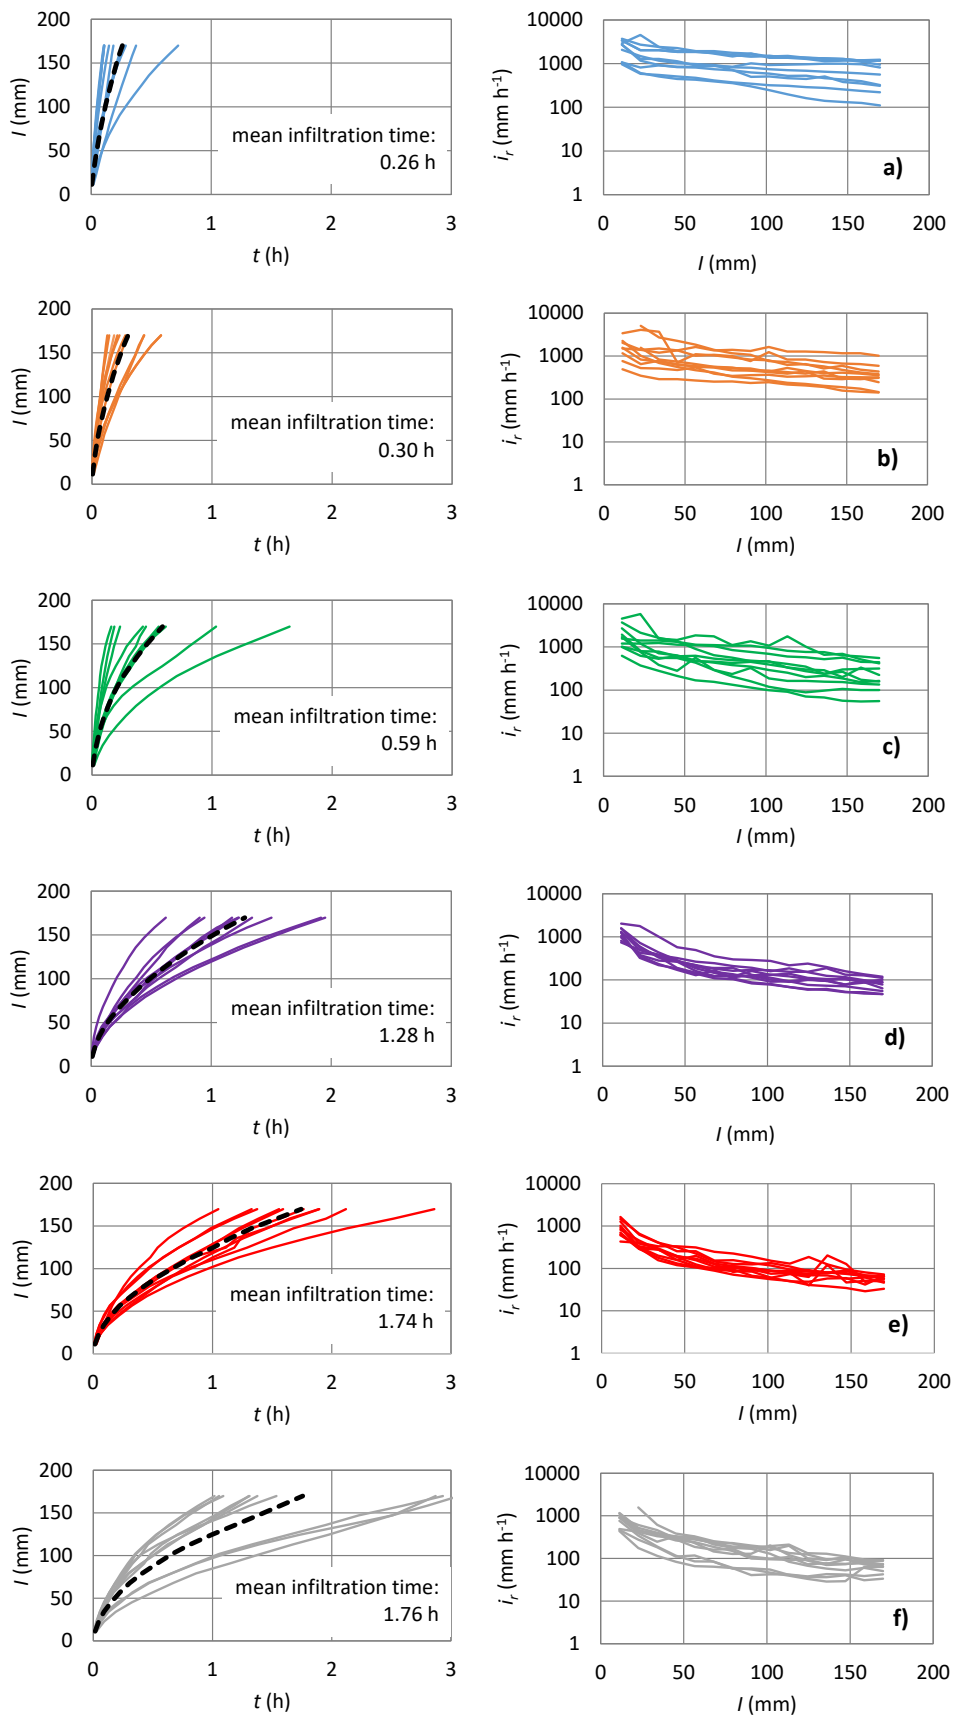 200
150
100
50
0
I (mm)
mean infiltration time:
0.26 h
0 1 2 3
t (h)
10000
1000
100
10
1
i_r (mm h⁻¹)
a)
0 50 100 150 200
I (mm)
200
150
100
50
0
I (mm)
mean infiltration time:
0.30 h
0 1 2 3
t (h)
10000
1000
100
10
1
i_r (mm h⁻¹)
b)
0 50 100 150 200
I (mm)
200
150
100
50
0
I (mm)
mean infiltration time:
0.59 h
0 1 2 3
t (h)
10000
1000
100
10
1
i_r (mm h⁻¹)
c)
0 50 100 150 200
I (mm)
200
150
100
50
0
I (mm)
mean infiltration time:
1.28 h
0 1 2 3
t (h)
10000
1000
100
10
1
i_r (mm h⁻¹)
d)
0 50 100 150 200
I (mm)
200
150
100
50
0
I (mm)
mean infiltration time:
1.74 h
0 1 2 3
t (h)
10000
1000
100
10
1
i_r (mm h⁻¹)
e)
0 50 100 150 200
I (mm)
200
150
100
50
0
I (mm)
mean infiltration time:
1.76 h
0 1 2 3
t (h)
10000
1000
100
10
1
i_r (mm h⁻¹)
f)
0 50 100 150 200
I (mm)